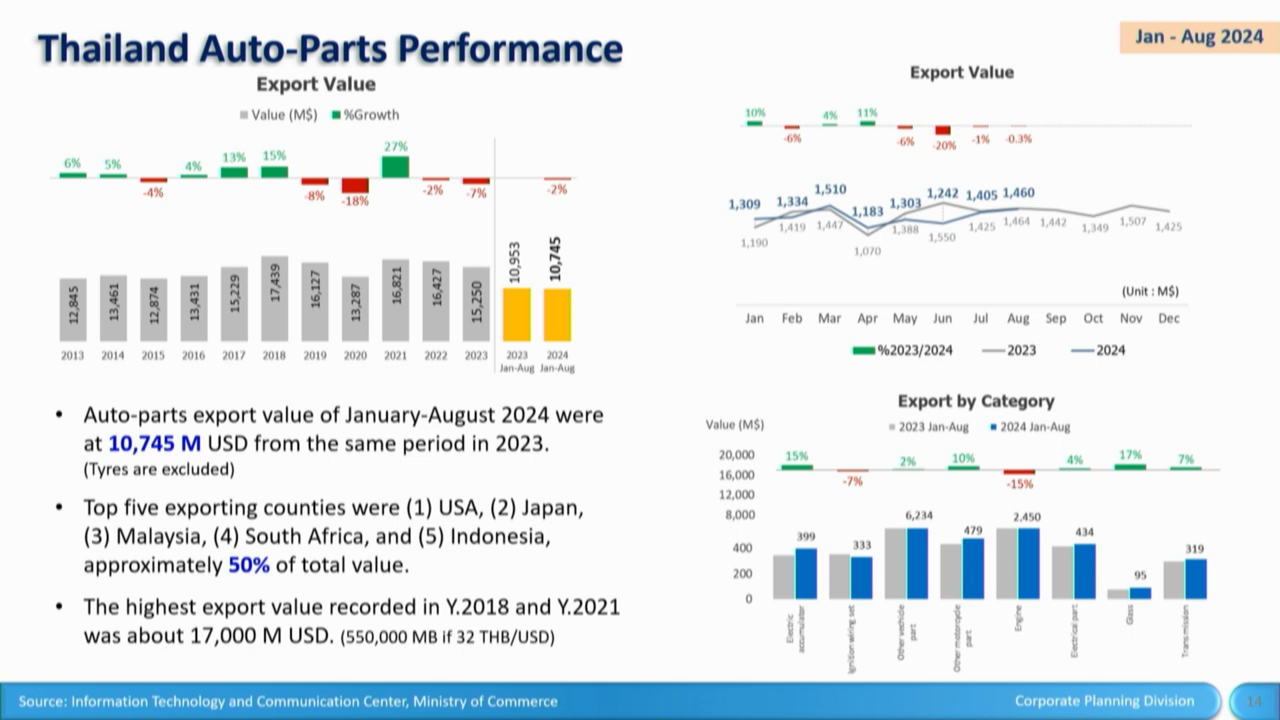 Thailand Auto-Parts Performance
Jan - Aug 2024
Export Value
Value (M$) %Growth
6% 5% -4% 4% 13% 15% -8% -18% 27% -2% -7% -2%
12,845 13,461 12,874 13,431 15,229 17,439 16,127 13,287 16,821 16,427 15,250 10,953 10,745
2013 2014 2015 2016 2017 2018 2019 2020 2021 2022 2023 2023 2024
Jan-Aug Jan-Aug
• Auto-parts export value of January-August 2024 were
at 10,745 M USD from the same period in 2023.
(Tyres are excluded)
• Top five exporting counties were (1) USA, (2) Japan,
(3) Malaysia, (4) South Africa, and (5) Indonesia,
approximately 50% of total value.
• The highest export value recorded in Y.2018 and Y.2021
was about 17,000 M USD. (550,000 MB if 32 THB/USD)
Export Value
10% -6% 4% 11% -6% -20% -1% -0.3%
1,309 1,334 1,510 1,183 1,303 1,242 1,405 1,460
1,190 1,419 1,447 1,070 1,388 1,550 1,425 1,464 1,442 1,349 1,507 1,425
(Unit : M$)
Jan Feb Mar Apr May Jun Jul Aug Sep Oct Nov Dec
%2023/2024 2023 2024
Export by Category
Value (M$)
2023 Jan-Aug 2024 Jan-Aug
20,000
16,000
12,000
8,000
400
200
0
15% -7% 2% 10% -15% 4% 17% 7%
399 333 6,234 479 2,450 434 95 319
Electric accumulator
Ignition wiring set
Other vechicle part
Other motorcycle part
Engine
Electrical part
Glass
Transmission
Source: Information Technology and Communication Center, Ministry of Commerce
Corporate Planning Division
14